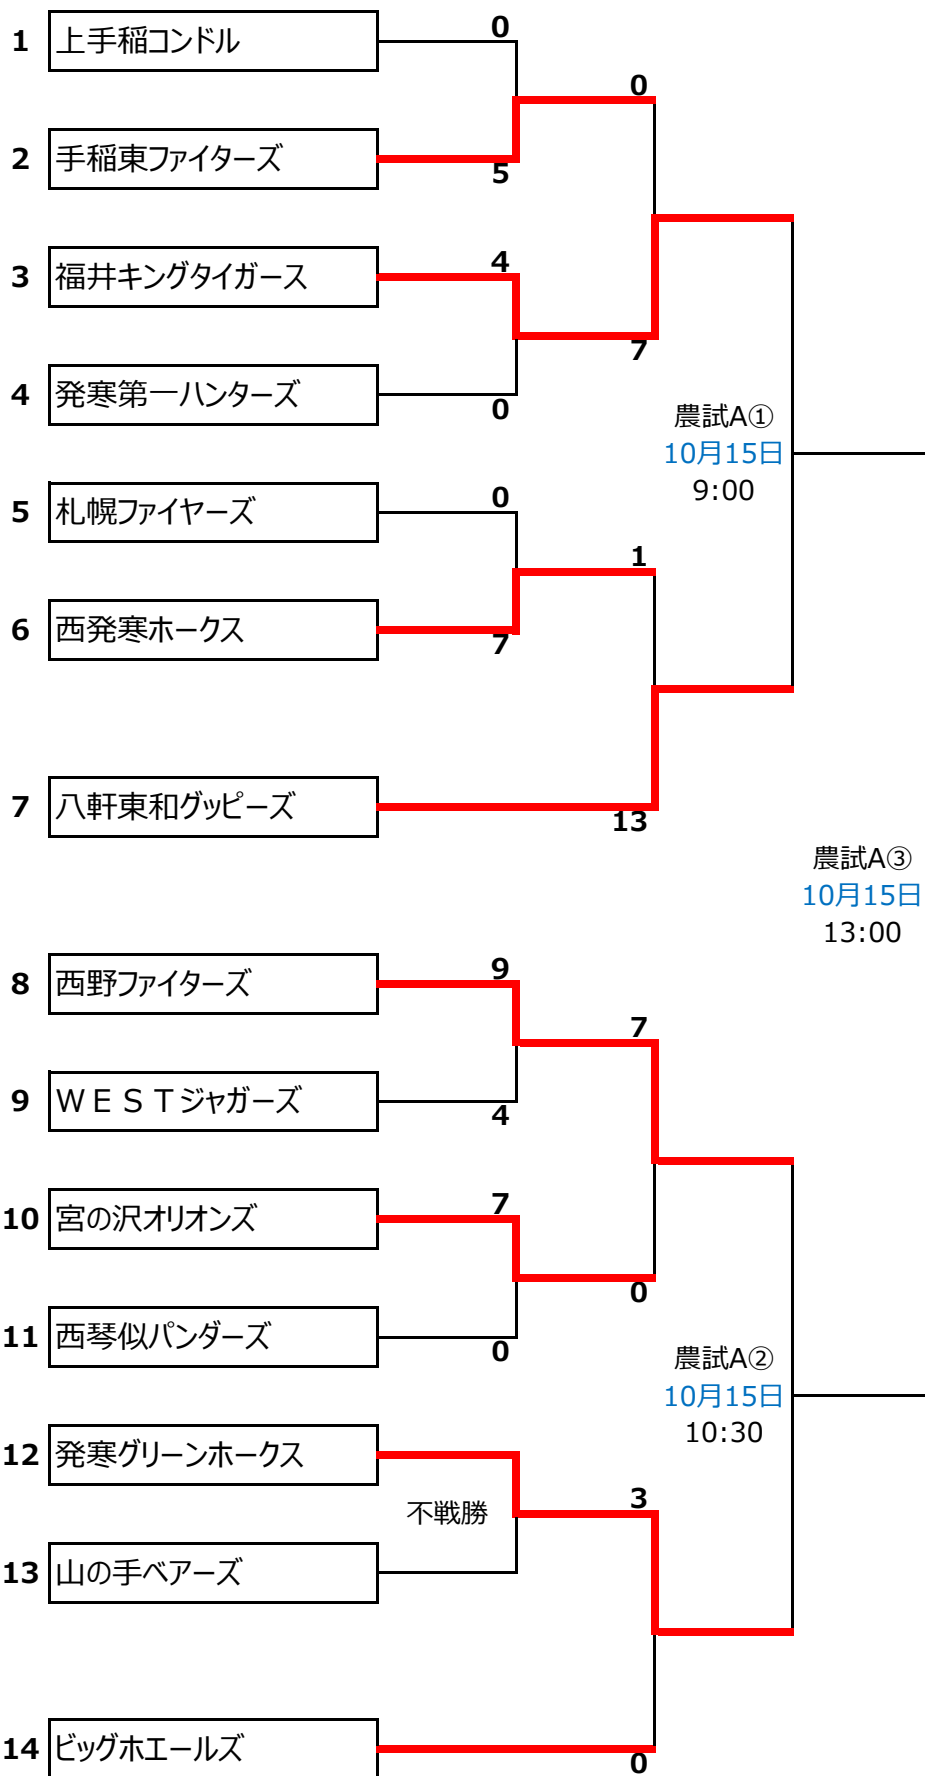 1 上手稲コンドル
0
0
2 手稲東ファイターズ
5
3 福井キングタイガース
4
7
4 発寒第一ハンターズ
0
農試A①
10月15日
9:00
5 札幌ファイヤーズ
0
1
6 西発寒ホークス
7
7 八軒東和グッピーズ
13
農試A③
10月15日
13:00
8 西野ファイターズ
9
7
9 ＷＥＳＴジャガーズ
4
10 宮の沢オリオンズ
7
0
11 西琴似パンダーズ
0
農試A②
10月15日
10:30
12 発寒グリーンホークス
不戦勝
3
13 山の手ベアーズ
14 ビッグホエールズ
0